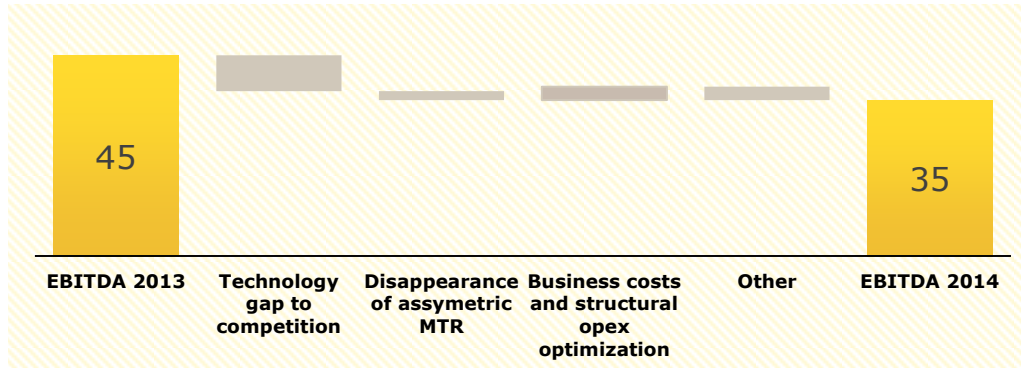 45
35
EBITDA 2013
Technology
gap to
competition
Disappearance
of assymetric
MTR
Business costs
and structural
opex
optimization
Other
EBITDA 2014